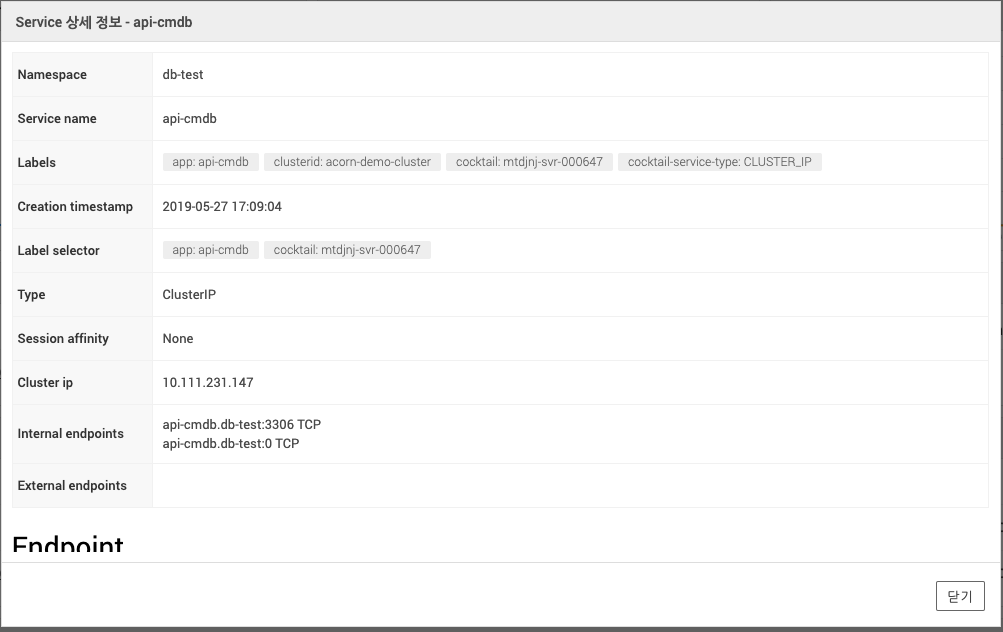 Service 상세 정보 - api-cmdb
Namespace db-test
Service name api-cmdb
Labels app: api-cmdb clusterid: acorn-demo-cluster cocktail: mtdjnj-svr-000647 cocktail-service-type: CLUSTER_IP
Creation timestamp 2019-05-27 17:09:04
Label selector app: api-cmdb cocktail: mtdjnj-svr-000647
Type ClusterIP
Session affinity None
Cluster ip 10.111.231.147
Internal endpoints api-cmdb.db-test:3306 TCP
api-cmdb.db-test:0 TCP
External endpoints
Endpoint
닫기